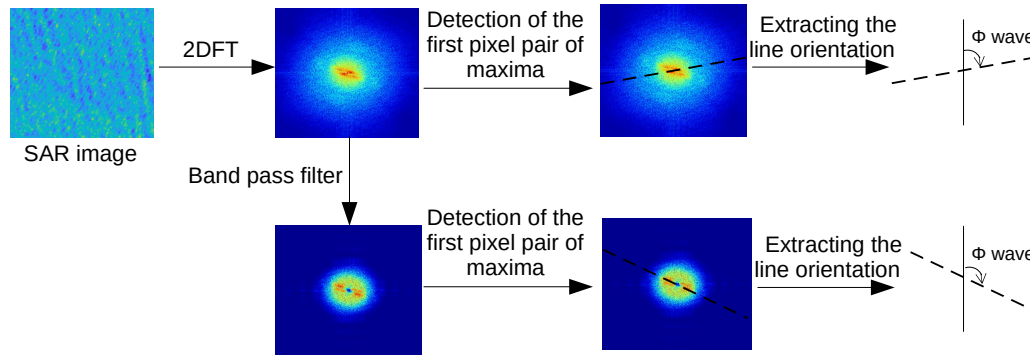 Detection of the
first pixel pair of
maxima
Extracting the
line orientation
Φ wave
2DFT
SAR image
Band pass filter
Detection of the
first pixel pair of
maxima
Extracting the
line orientation
Φ wave